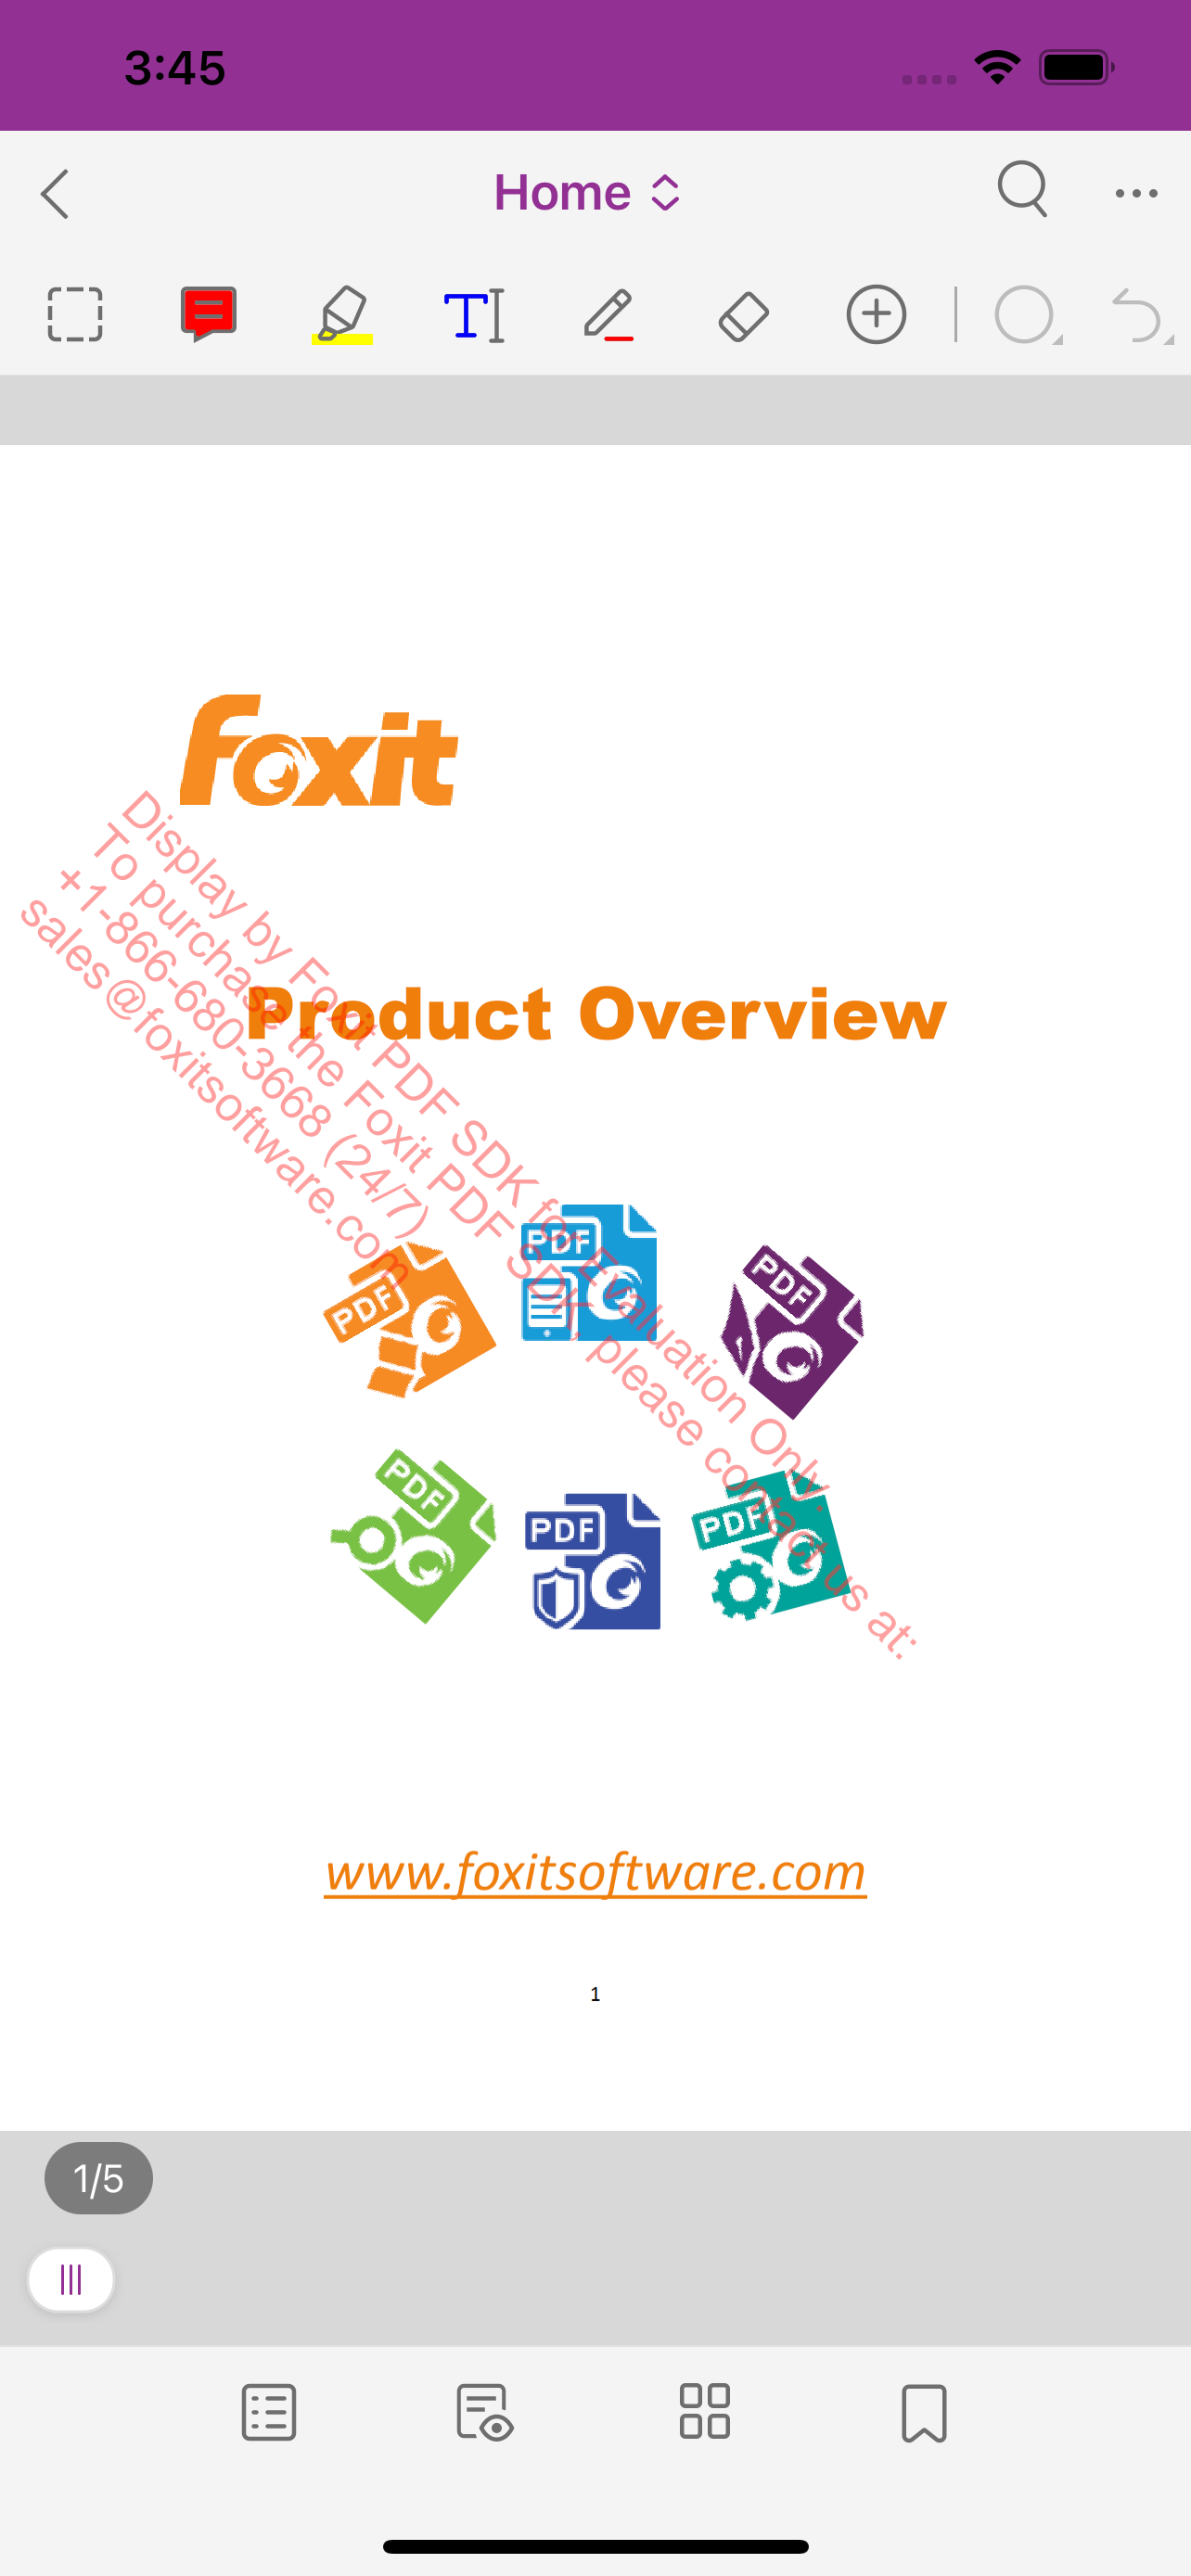 3:45
Home
foxit
Display by Foxit PDF SDK for Evaluation Only.
To purchase the Foxit PDF SDK, please contact us at:
+1-866-680-3668 (24/7)
sales@foxitsoftware.com
Product Overview
PDF
PDF
PDF
PDF
PDF
PDF
www.foxitsoftware.com
1
1/5